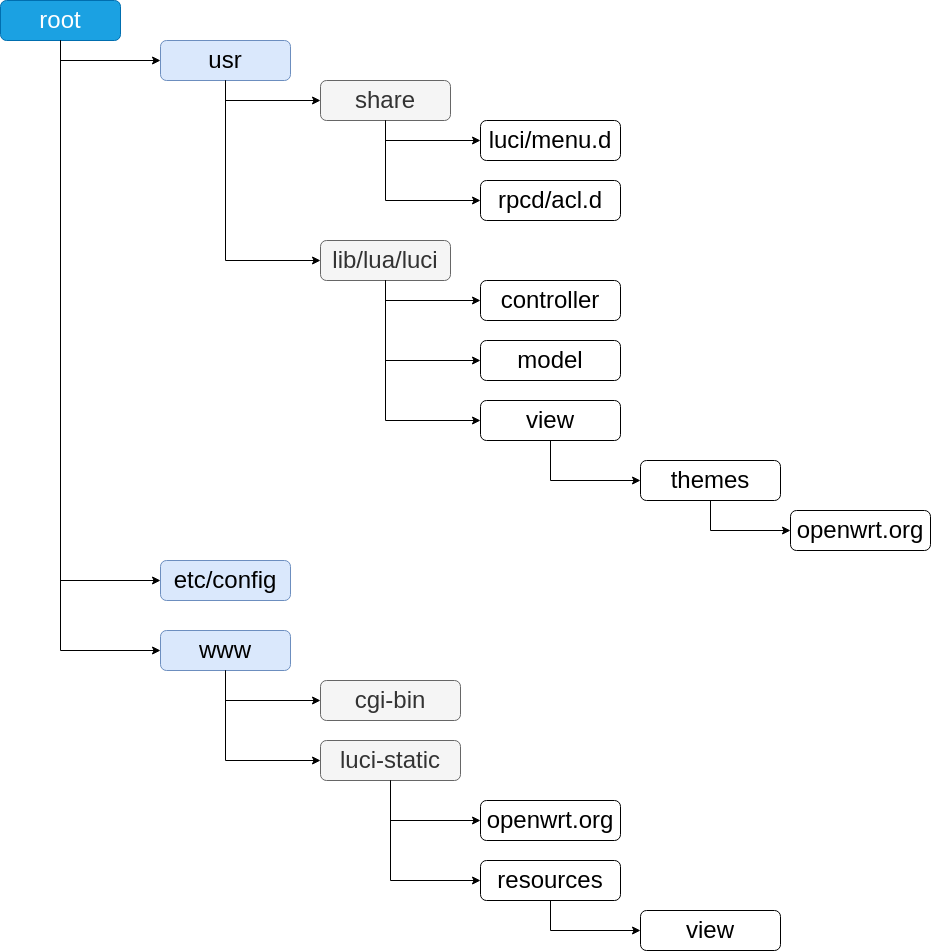 root
usr
share
luci/menu.d
rpcd/acl.d
lib/lua/luci
controller
model
view
themes
openwrt.org
etc/config
www
cgi-bin
luci-static
openwrt.org
resources
view